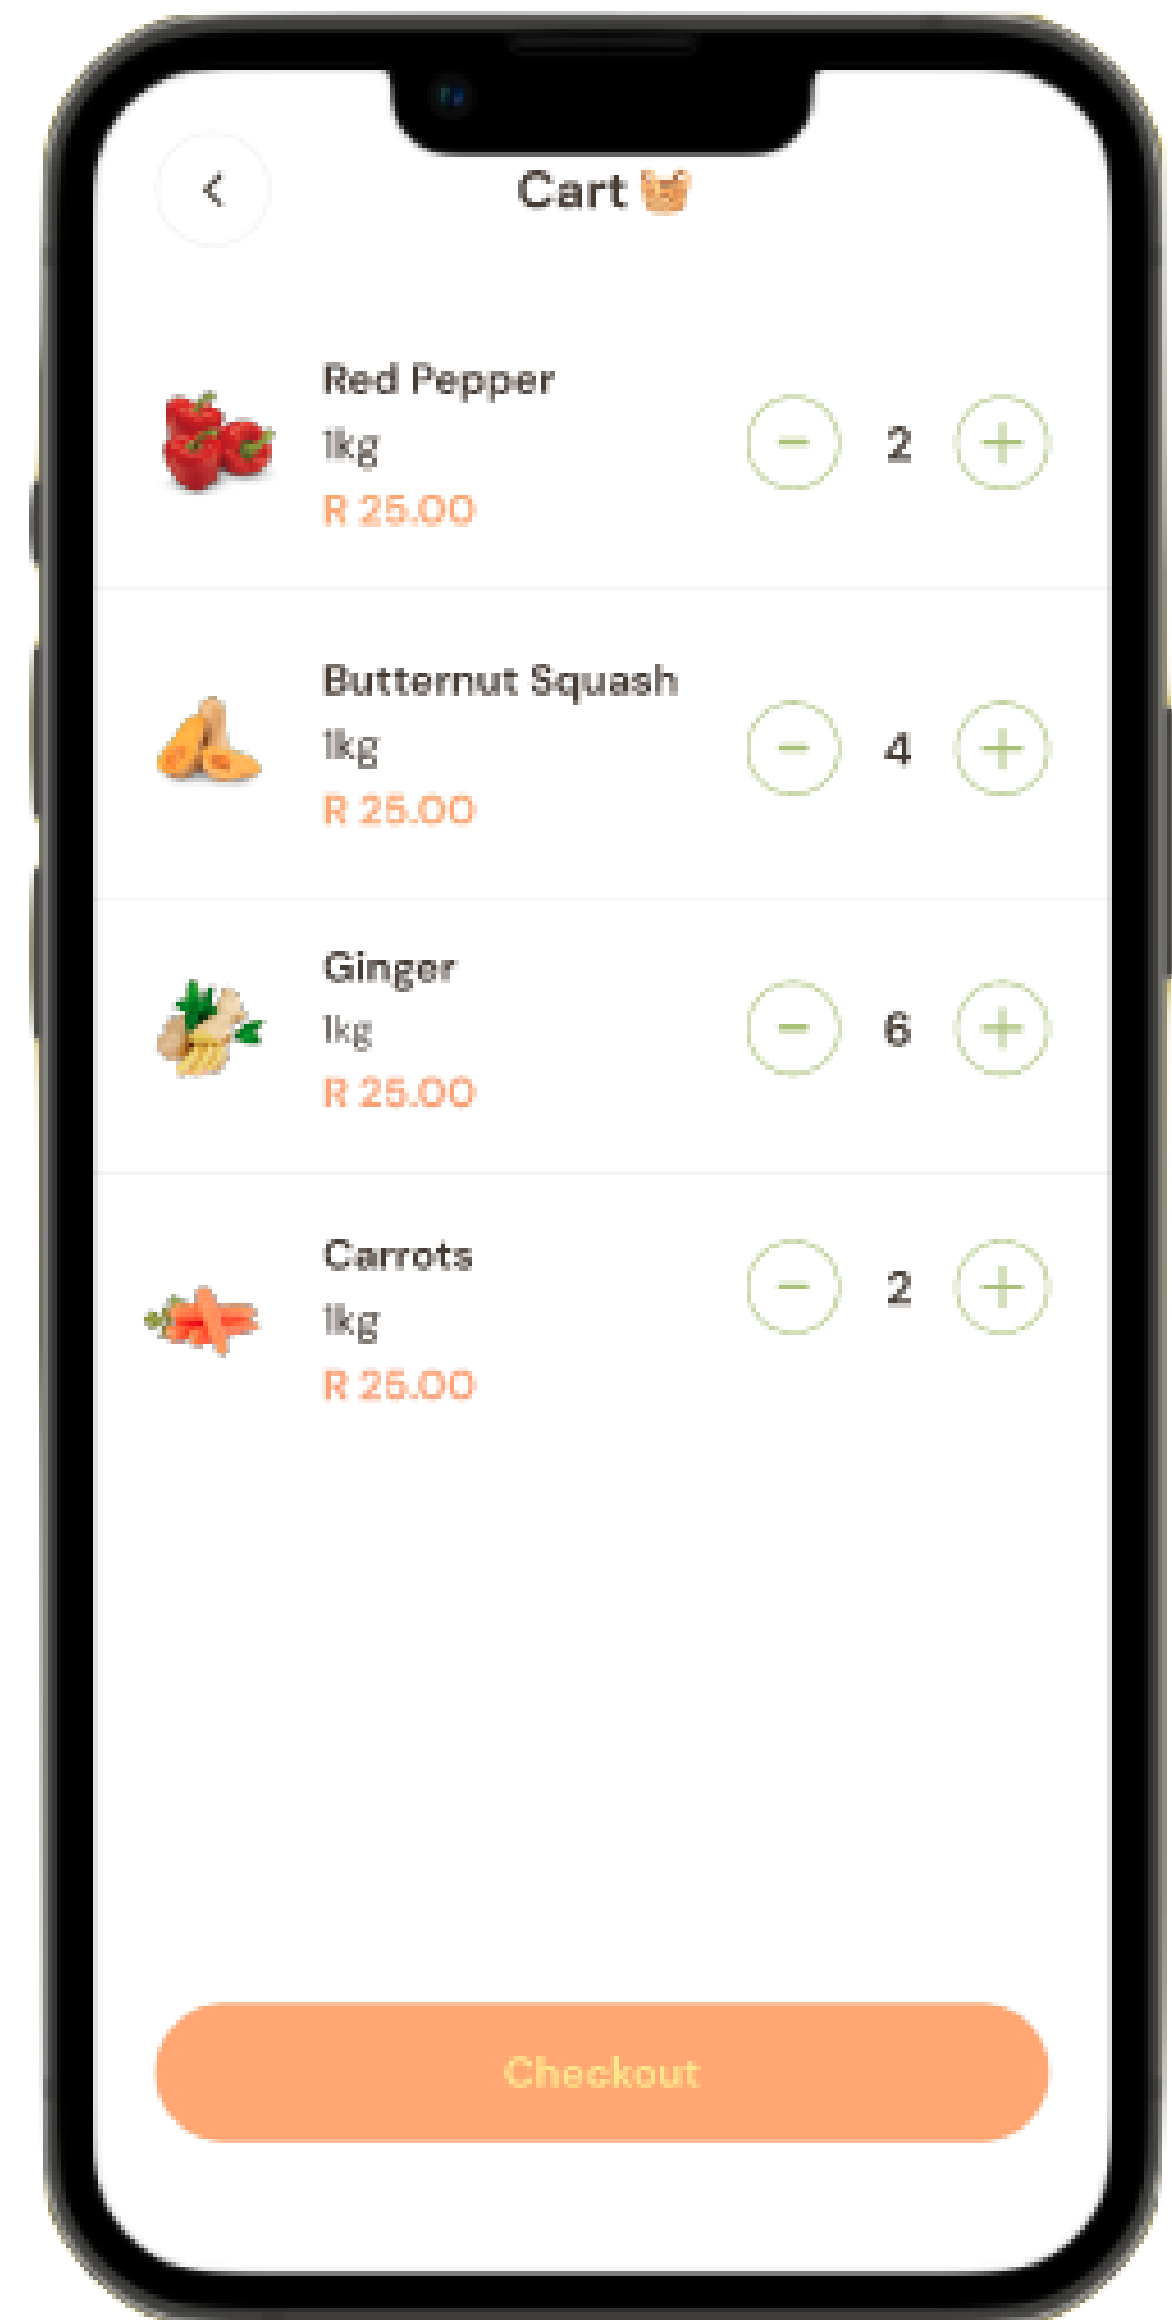 Cart
Red Pepper
1kg
R 25.00
2
Butternut Squash
1kg
R 25.00
4
Ginger
1kg
R 25.00
6
Carrots
1kg
R 25.00
2
Checkout